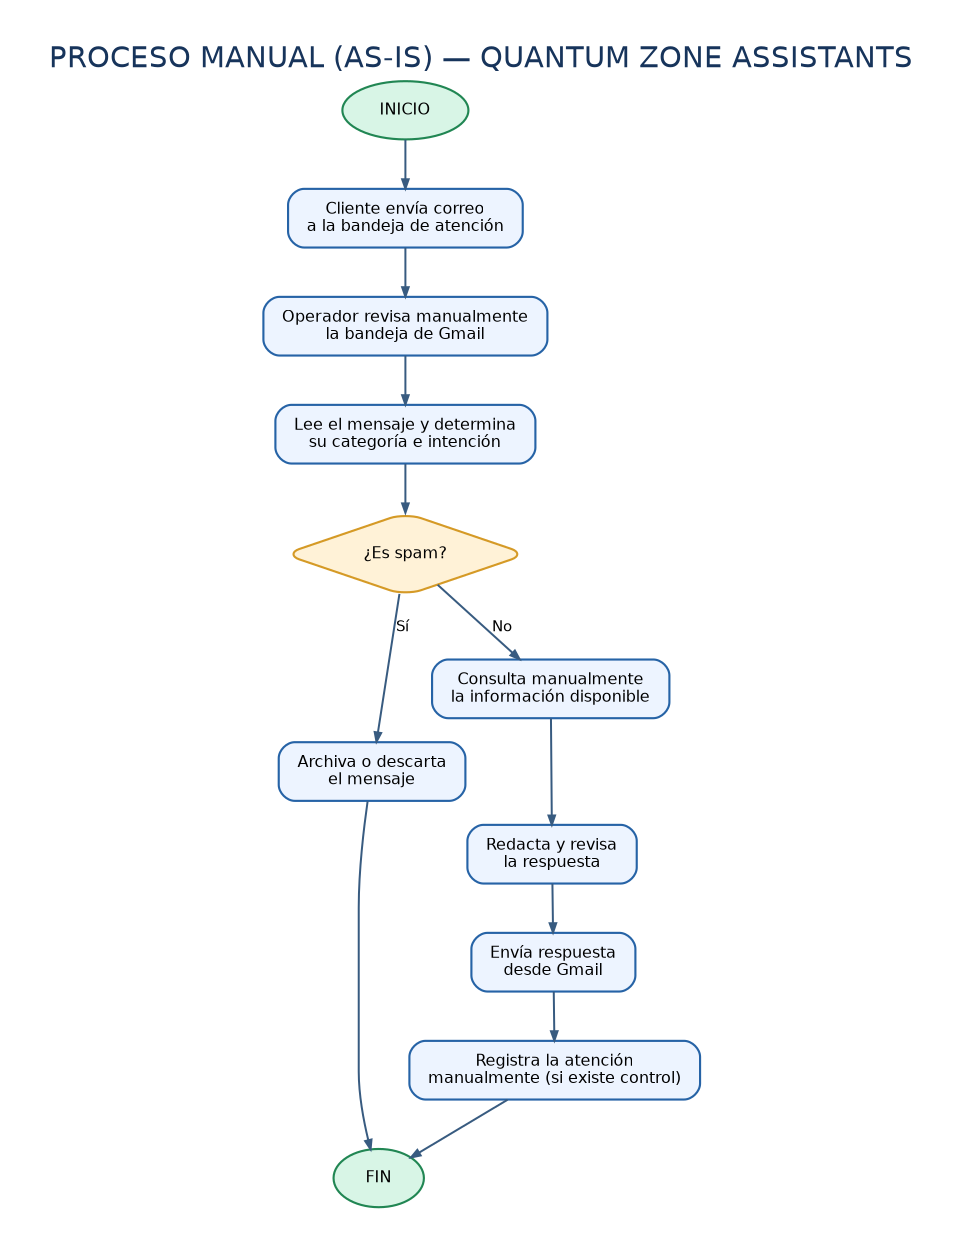 PROCESO MANUAL (AS-IS) — QUANTUM ZONE ASSISTANTS
INICIO
Cliente envía correo
a la bandeja de atención
Operador revisa manualmente
la bandeja de Gmail
Lee el mensaje y determina
su categoría e intención
¿Es spam?
Sí
No
Consulta manualmente
la información disponible
Archiva o descarta
el mensaje
Redacta y revisa
la respuesta
Envía respuesta
desde Gmail
Registra la atención
manualmente (si existe control)
FIN